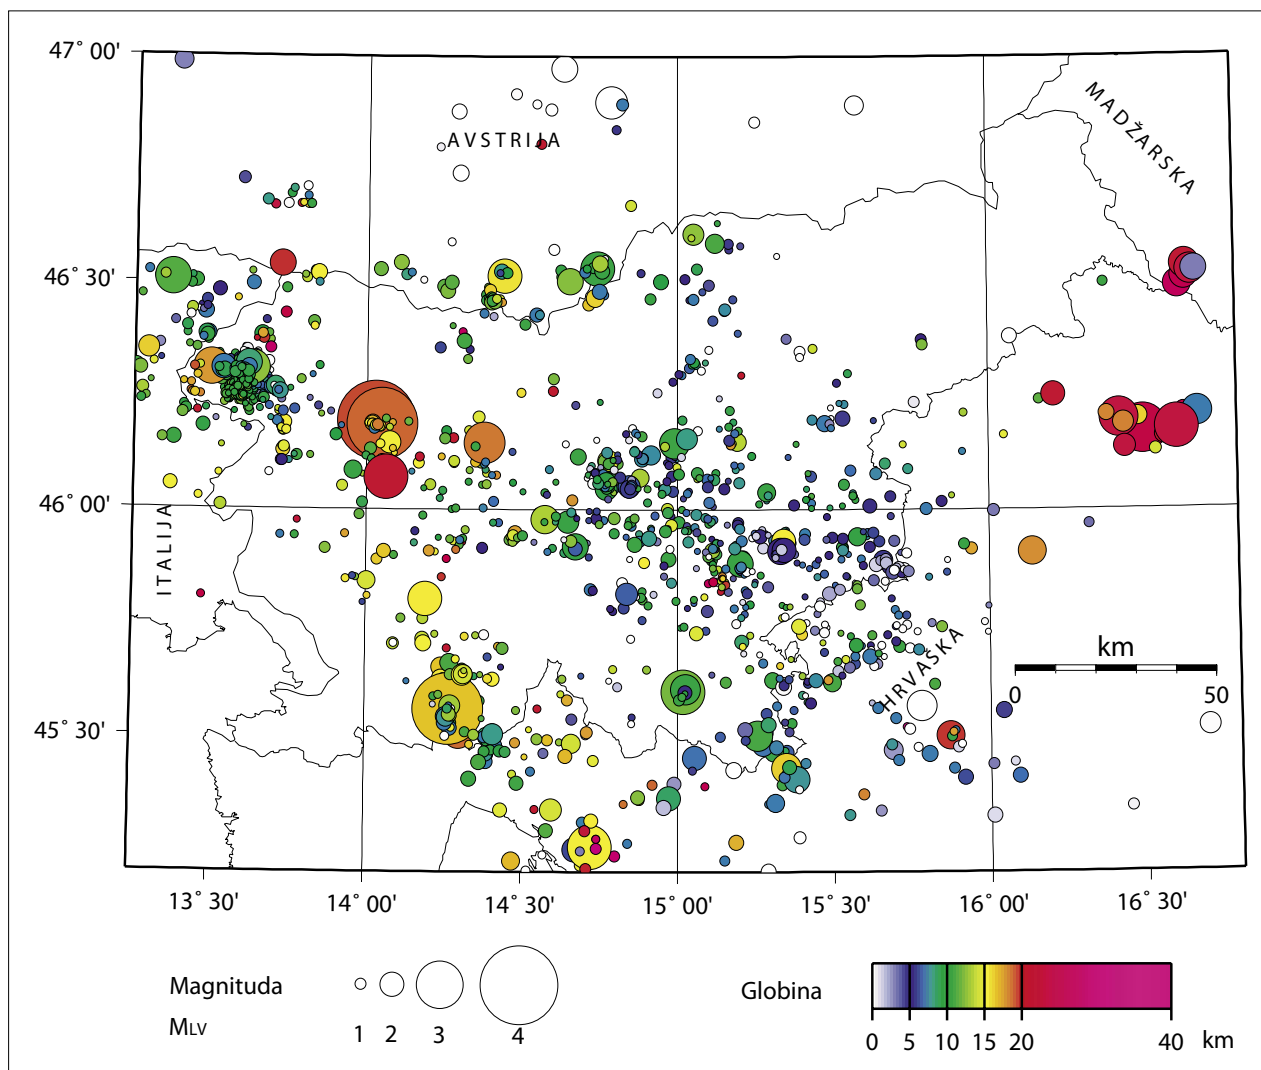 47° 00'
46° 30'
46° 00'
45° 30'
AVSTRIJA
MADŽARSKA
ITALIJA
HRVAŠKA
km
0 50
13° 30' 14° 00' 14° 30' 15° 00' 15° 30' 16° 00' 16° 30'
Magnituda
MLV
1 2 3 4
Globina
0 5 10 15 20 40 km